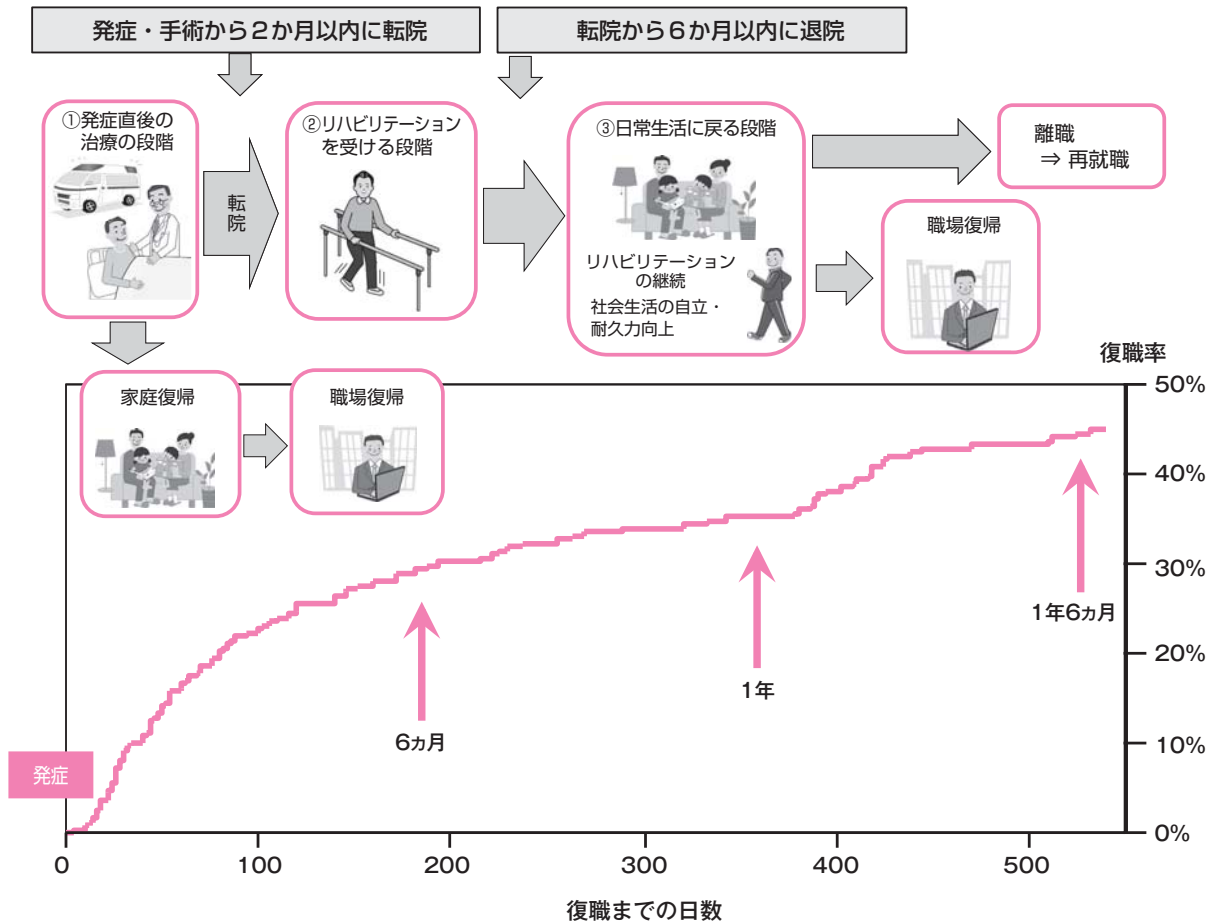 発症・手術から2か月以内に転院
転院から6か月以内に退院
①発症直後の
治療の段階
転院
②リハビリテーション
を受ける段階
③日常生活に戻る段階
リハビリテーション
の継続
社会生活の自立・
耐久力向上
離職
⇒ 再就職
職場復帰
家庭復帰
職場復帰
復職率
50%
40%
30%
20%
10%
0%
6ヵ月
1年
1年6ヵ月
発症
0
100
200
300
400
500
復職までの日数